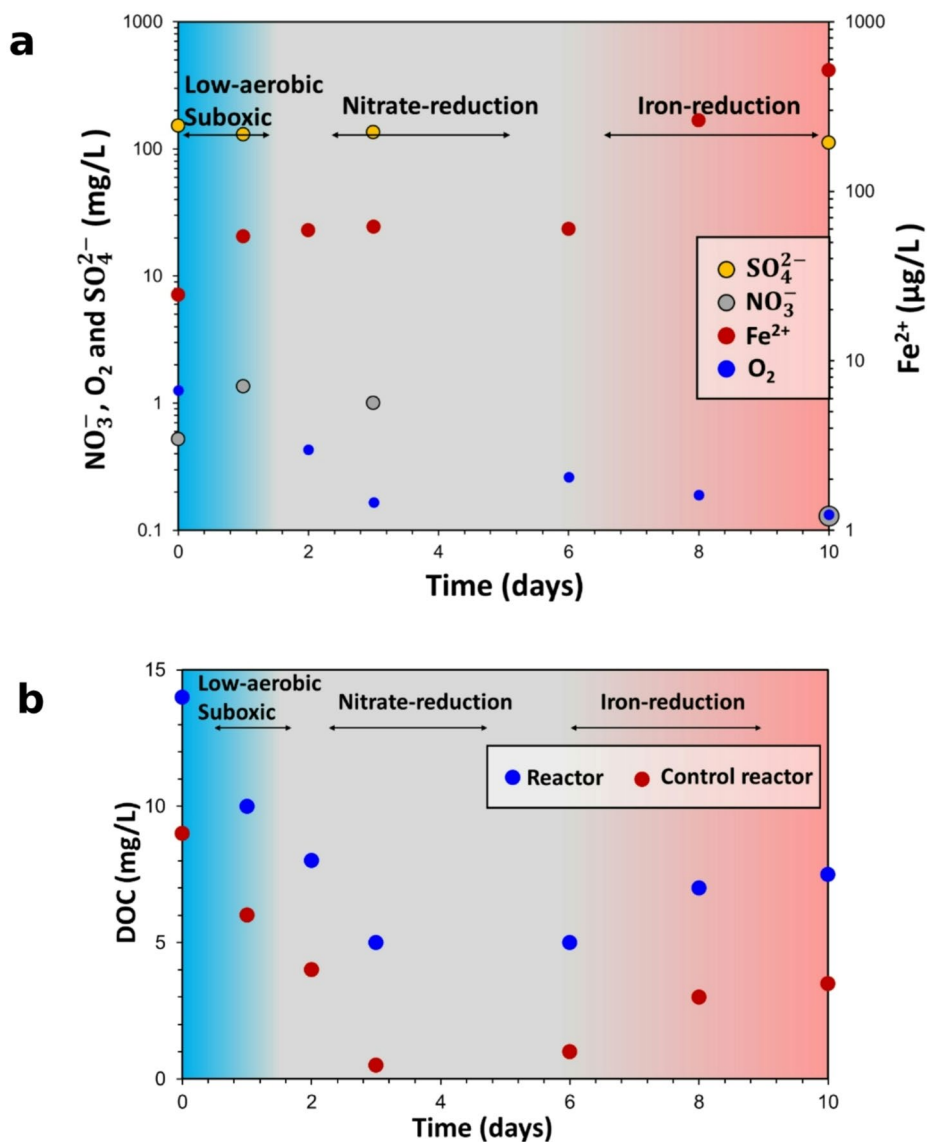 a
1000
100
10
1
0.1
NO₃⁻, O₂ and SO₄²⁻ (mg/L)
Low-aerobic
Suboxic
Nitrate-reduction
Iron-reduction
SO₄²⁻
NO₃⁻
Fe²⁺
O₂
1000
100
10
1
Fe²⁺ (µg/L)
0 2 4 6 8 10
Time (days)
b
15
10
5
0
DOC (mg/L)
Low-aerobic
Suboxic
Nitrate-reduction
Iron-reduction
Reactor Control reactor
0 2 4 6 8 10
Time (days)